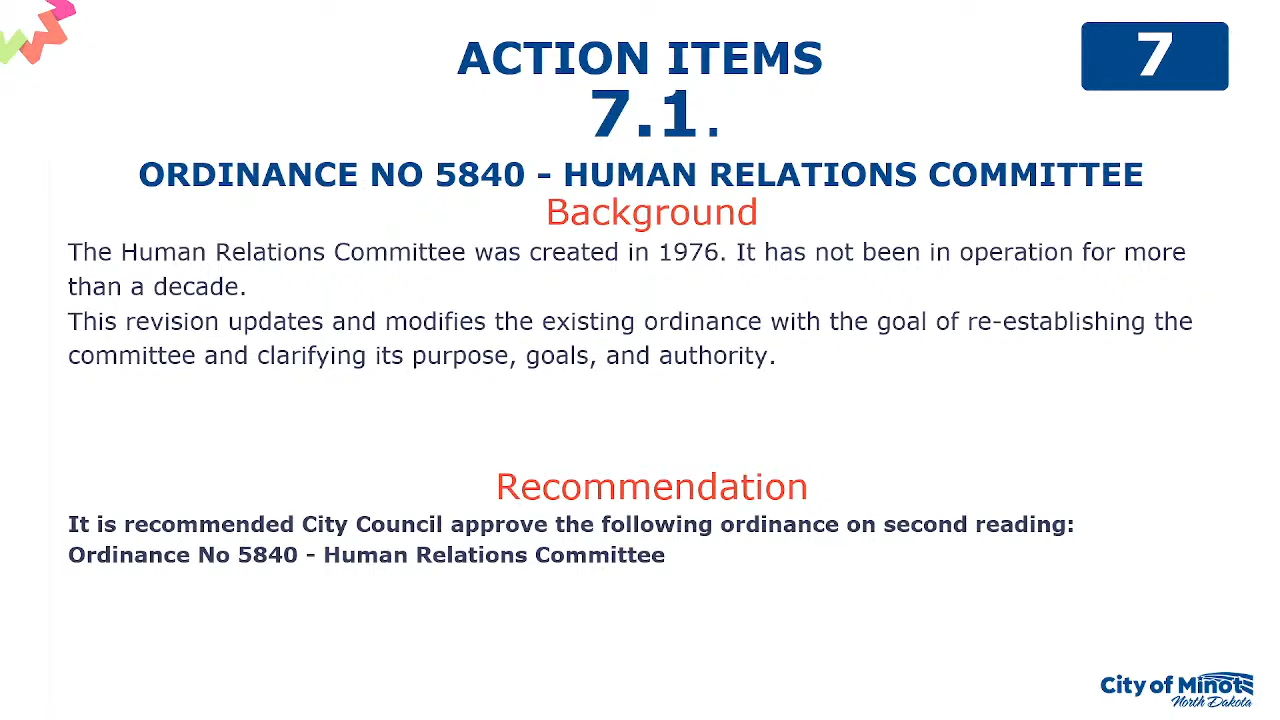 ACTION ITEMS
7
7.1.
ORDINANCE NO 5840 - HUMAN RELATIONS COMMITTEE
Background
The Human Relations Committee was created in 1976. It has not been in operation for more
than a decade.
This revision updates and modifies the existing ordinance with the goal of re-establishing the
committee and clarifying its purpose, goals, and authority.
Recommendation
It is recommended City Council approve the following ordinance on second reading:
Ordinance No 5840 - Human Relations Committee
City of Minot
North Dakota